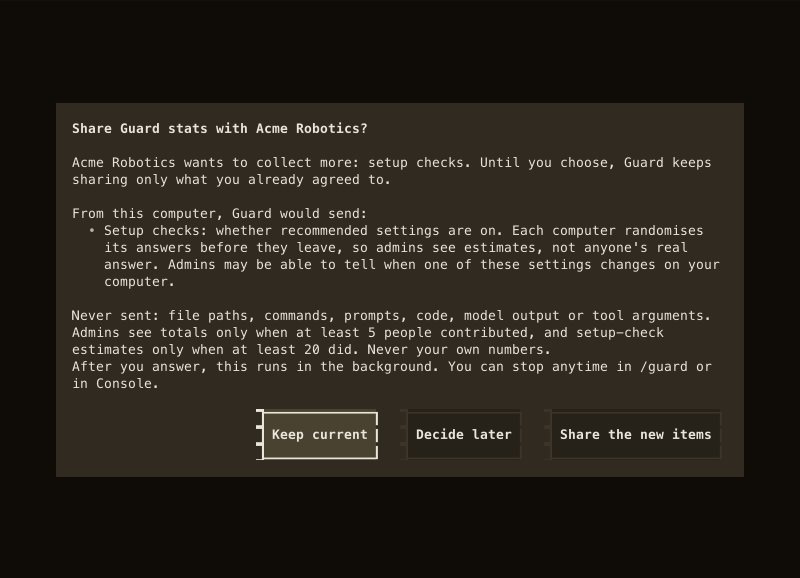 Share Guard stats with Acme Robotics?
Acme Robotics wants to collect more: setup checks. Until you choose, Guard keeps
sharing only what you already agreed to.
From this computer, Guard would send:
• Setup checks: whether recommended settings are on. Each computer randomises
its answers before they leave, so admins see estimates, not anyone's real
answer. Admins may be able to tell when one of these settings changes on your
computer.
Never sent: file paths, commands, prompts, code, model output or tool arguments.
Admins see totals only when at least 5 people contributed, and setup-check
estimates only when at least 20 did. Never your own numbers.
After you answer, this runs in the background. You can stop anytime in /guard or
in Console.
Keep current Decide later Share the new items